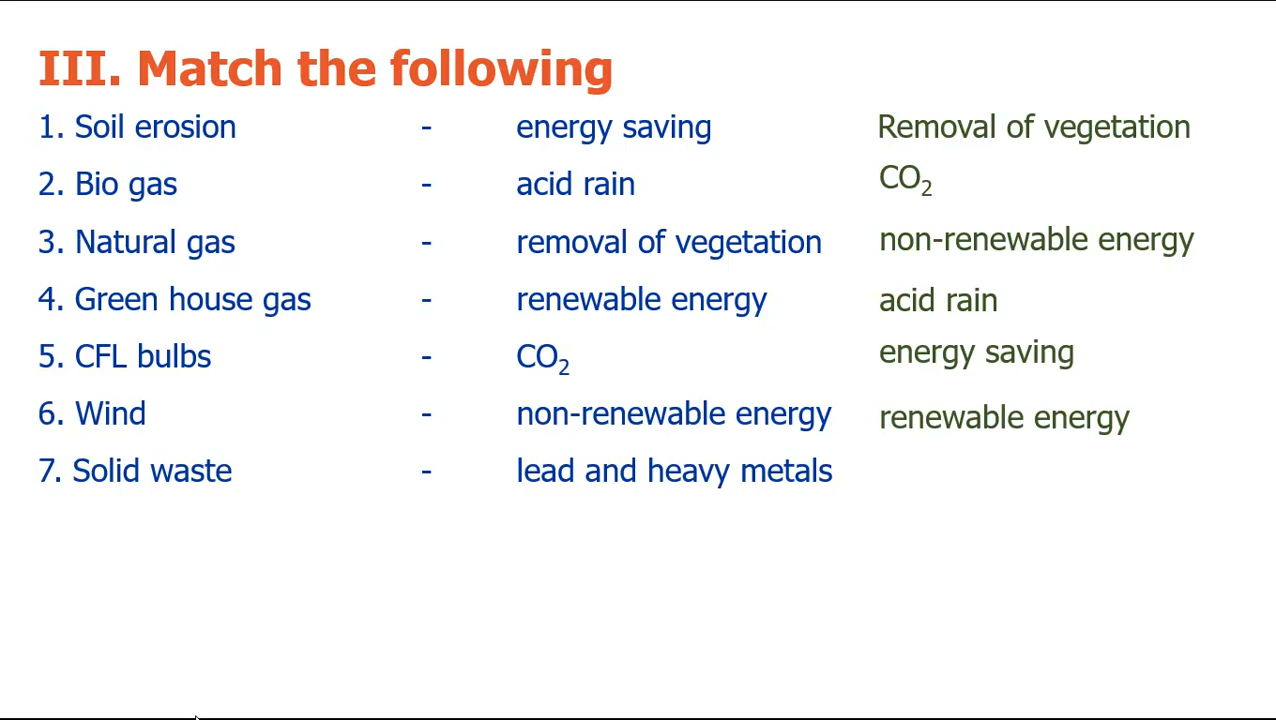 III. Match the following
1. Soil erosion - energy saving Removal of vegetation
2. Bio gas - acid rain CO₂
3. Natural gas - removal of vegetation non-renewable energy
4. Green house gas - renewable energy acid rain
5. CFL bulbs - CO₂ energy saving
6. Wind - non-renewable energy renewable energy
7. Solid waste - lead and heavy metals